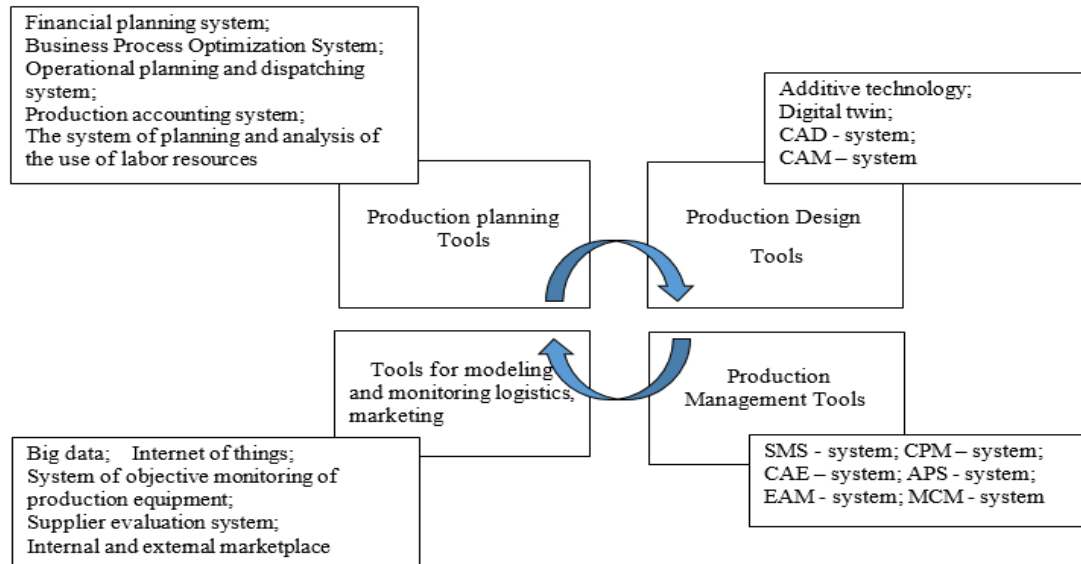 Financial planning system;
Business Process Optimization System;
Operational planning and dispatching
system;
Production accounting system;
The system of planning and analysis of
the use of labor resources
Additive technology;
Digital twin;
CAD - system;
CAM – system
Production planning
Tools
Production Design
Tools
Tools for modeling
and monitoring logistics,
marketing
Production
Management Tools
Big data; Internet of things;
System of objective monitoring of
production equipment;
Supplier evaluation system;
Internal and external marketplace
SMS - system; CPM – system;
CAE – system; APS - system;
EAM - system; MCM - system